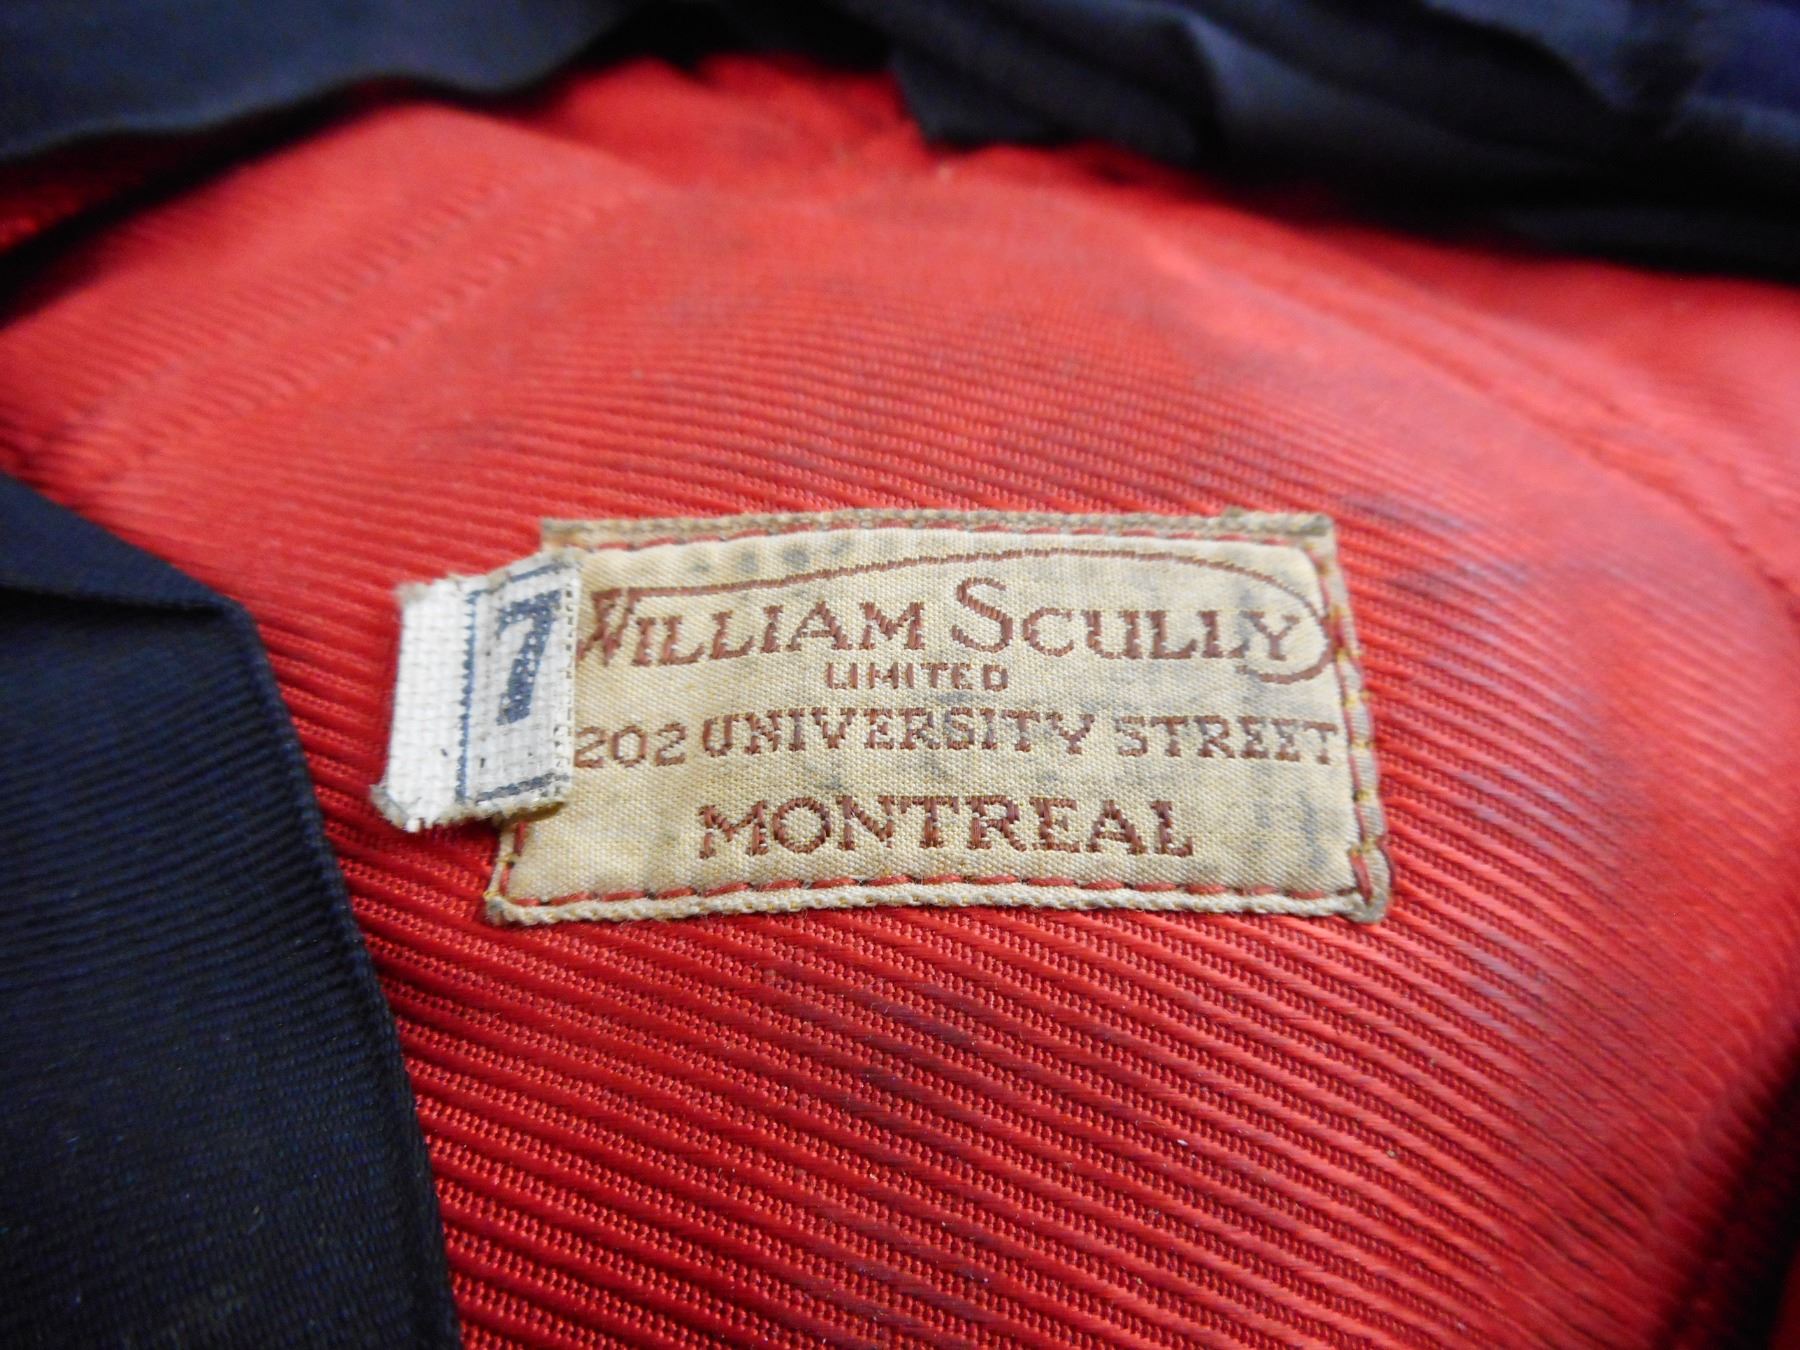 7
WILLIAM SCULLY
LIMITED
202 UNIVERSITY STREET
MONTREAL